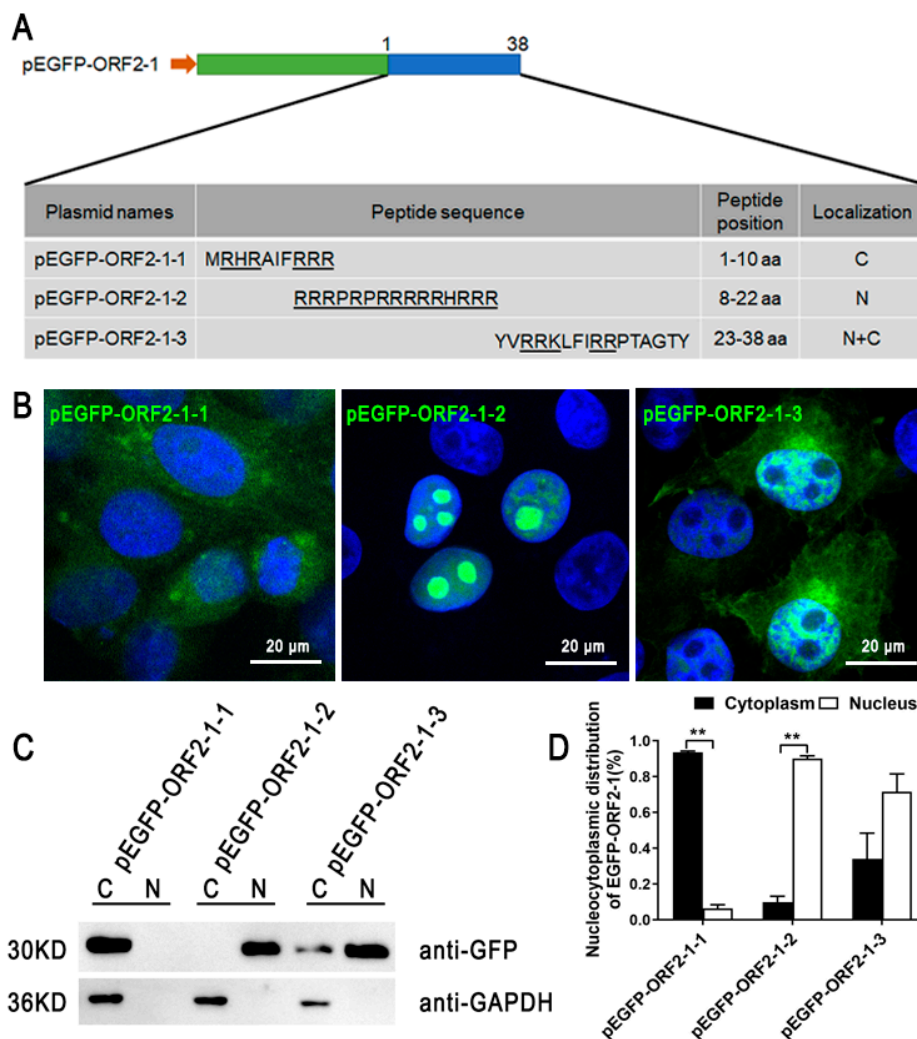 A
1 38
pEGFP-ORF2-1
Plasmid names Peptide sequence Peptide position Localization
pEGFP-ORF2-1-1 MRHRAIFRRR 1-10 aa C
pEGFP-ORF2-1-2 RRRPRPRRRRRHRRR 8-22 aa N
pEGFP-ORF2-1-3 YVRRKLFIRRPTAGTY 23-38 aa N+C
B
pEGFP-ORF2-1-1 pEGFP-ORF2-1-2 pEGFP-ORF2-1-3
20 µm 20 µm 20 µm
C
pEGFP-ORF2-1-1 pEGFP-ORF2-1-2 pEGFP-ORF2-1-3
C N C N C N
30KD anti-GFP
36KD anti-GAPDH
D
Cytoplasm Nucleus
Nucleocytoplasmic distribution
of EGFP-ORF2-1(%)
** **
1.0
0.8
0.6
0.4
0.2
0.0
pEGFP-ORF2-1-1 pEGFP-ORF2-1-2 pEGFP-ORF2-1-3